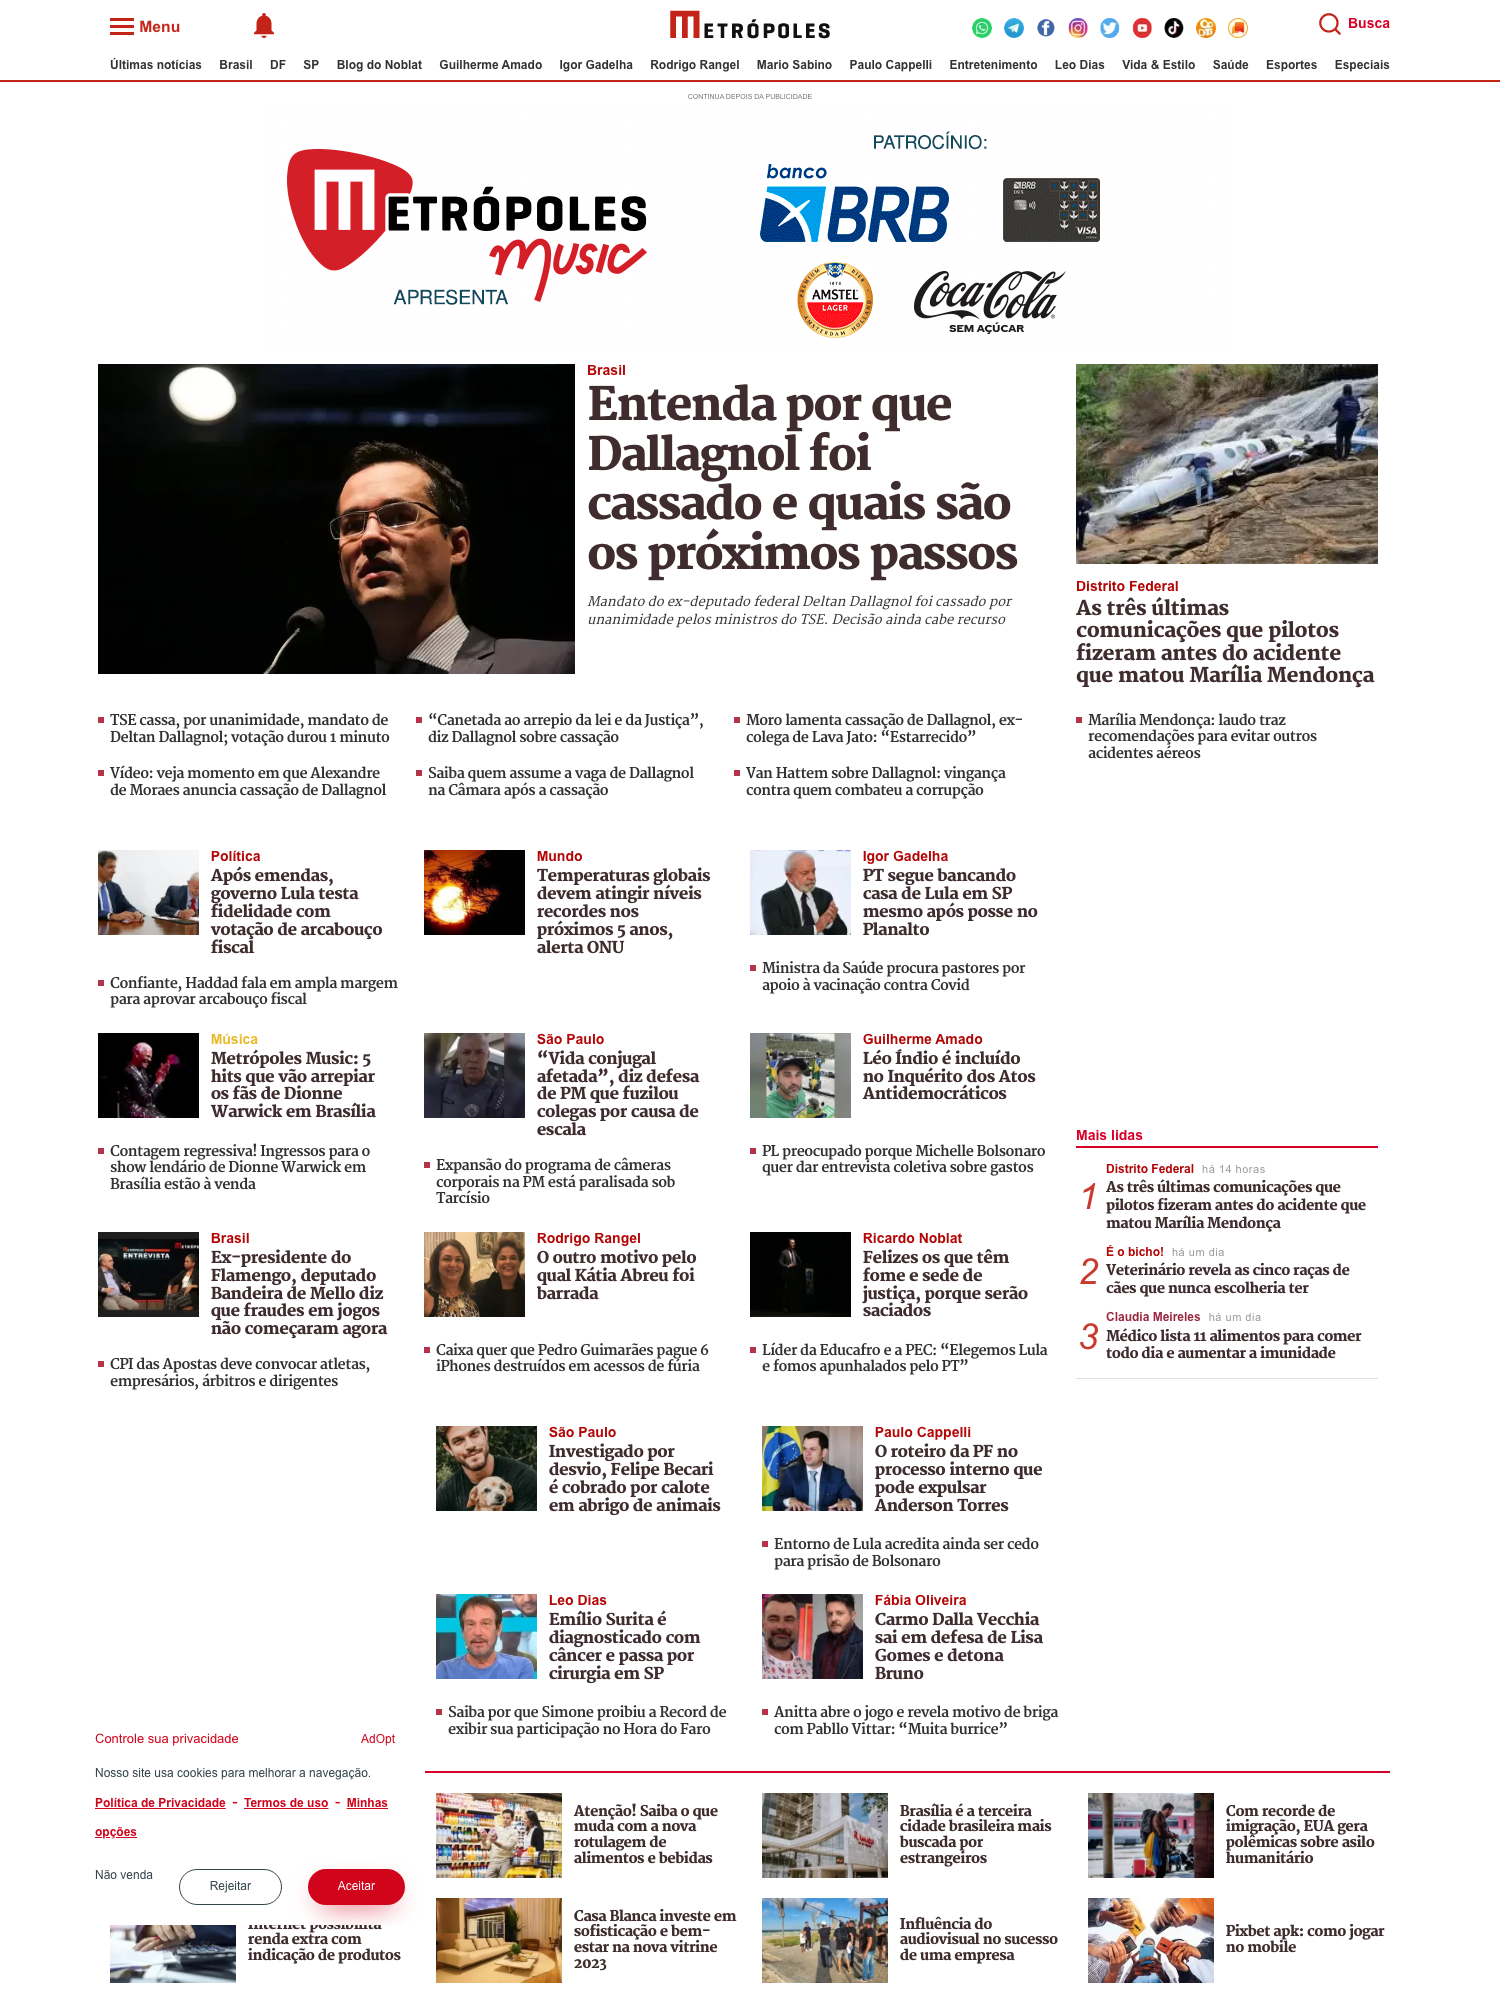 Menu
METRÓPOLES
Busca
Últimas notícias Brasil DF SP Blog do Noblat Guilherme Amado Igor Gadelha Rodrigo Rangel Mario Sabino Paulo Cappelli Entretenimento Leo Dias Vida & Estilo Saúde Esportes Especiais
CONTINUA DEPOIS DA PUBLICIDADE
METRÓPOLES
music
APRESENTA
PATROCÍNIO:
banco
BRB
BRB
VISA
AMSTEL
LAGER
Coca-Cola
SEM AÇÚCAR
Brasil
Entenda por que
Dallagnol foi
cassado e quais são
os próximos passos
Mandato do ex-deputado federal Deltan Dallagnol foi cassado por
unanimidade pelos ministros do TSE. Decisão ainda cabe recurso
Distrito Federal
As três últimas
comunicações que pilotos
fizeram antes do acidente
que matou Marília Mendonça
TSE cassa, por unanimidade, mandato de
Deltan Dallagnol; votação durou 1 minuto
Vídeo: veja momento em que Alexandre
de Moraes anuncia cassação de Dallagnol
“Canetada ao arrepio da lei e da Justiça”,
diz Dallagnol sobre cassação
Saiba quem assume a vaga de Dallagnol
na Câmara após a cassação
Moro lamenta cassação de Dallagnol, ex-
colega de Lava Jato: “Estarrecido”
Van Hattem sobre Dallagnol: vingança
contra quem combateu a corrupção
Marília Mendonça: laudo traz
recomendações para evitar outros
acidentes aéreos
Política
Após emendas,
governo Lula testa
fidelidade com
votação de arcabouço
fiscal
Confiante, Haddad fala em ampla margem
para aprovar arcabouço fiscal
Mundo
Temperaturas globais
devem atingir níveis
recordes nos
próximos 5 anos,
alerta ONU
Igor Gadelha
PT segue bancando
casa de Lula em SP
mesmo após posse no
Planalto
Ministra da Saúde procura pastores por
apoio à vacinação contra Covid
Música
Metrópoles Music: 5
hits que vão arrepiar
os fãs de Dionne
Warwick em Brasília
Contagem regressiva! Ingressos para o
show lendário de Dionne Warwick em
Brasília estão à venda
São Paulo
“Vida conjugal
afetada”, diz defesa
de PM que fuzilou
colegas por causa de
escala
Expansão do programa de câmeras
corporais na PM está paralisada sob
Tarcísio
Guilherme Amado
Léo Índio é incluído
no Inquérito dos Atos
Antidemocráticos
PL preocupado porque Michelle Bolsonaro
quer dar entrevista coletiva sobre gastos
Mais lidas
1
Distrito Federal há 14 horas
As três últimas comunicações que
pilotos fizeram antes do acidente que
matou Marília Mendonça
2
É o bicho! há um dia
Veterinário revela as cinco raças de
cães que nunca escolheria ter
3
Claudia Meireles há um dia
Médico lista 11 alimentos para comer
todo dia e aumentar a imunidade
ENTREVISTA
Brasil
Ex-presidente do
Flamengo, deputado
Bandeira de Mello diz
que fraudes em jogos
não começaram agora
CPI das Apostas deve convocar atletas,
empresários, árbitros e dirigentes
Rodrigo Rangel
O outro motivo pelo
qual Kátia Abreu foi
barrada
Caixa quer que Pedro Guimarães pague 6
iPhones destruídos em acessos de fúria
Ricardo Noblat
Felizes os que têm
fome e sede de
justiça, porque serão
saciados
Líder da Educafro e a PEC: “Elegemos Lula
e fomos apunhalados pelo PT”
São Paulo
Investigado por
desvio, Felipe Becari
é cobrado por calote
em abrigo de animais
Paulo Cappelli
O roteiro da PF no
processo interno que
pode expulsar
Anderson Torres
Entorno de Lula acredita ainda ser cedo
para prisão de Bolsonaro
Leo Dias
Emílio Surita é
diagnosticado com
câncer e passa por
cirurgia em SP
Saiba por que Simone proibiu a Record de
exibir sua participação no Hora do Faro
Fábia Oliveira
Carmo Dalla Vecchia
sai em defesa de Lisa
Gomes e detona
Bruno
Anitta abre o jogo e revela motivo de briga
com Pabllo Vittar: “Muita burrice”
Controle sua privacidade
AdOpt
Nosso site usa cookies para melhorar a navegação.
Política de Privacidade - Termos de uso - Minhas
opções
Não venda
Rejeitar
Aceitar
Atenção! Saiba o que
muda com a nova
rotulagem de
alimentos e bebidas
Brasília é a terceira
cidade brasileira mais
buscada por
estrangeiros
Com recorde de
imigração, EUA gera
polêmicas sobre asilo
humanitário
Internet possibilita
renda extra com
indicação de produtos
Casa Blanca investe em
sofisticação e bem-
estar na nova vitrine
2023
Influência do
audiovisual no sucesso
de uma empresa
Pixbet apk: como jogar
no mobile